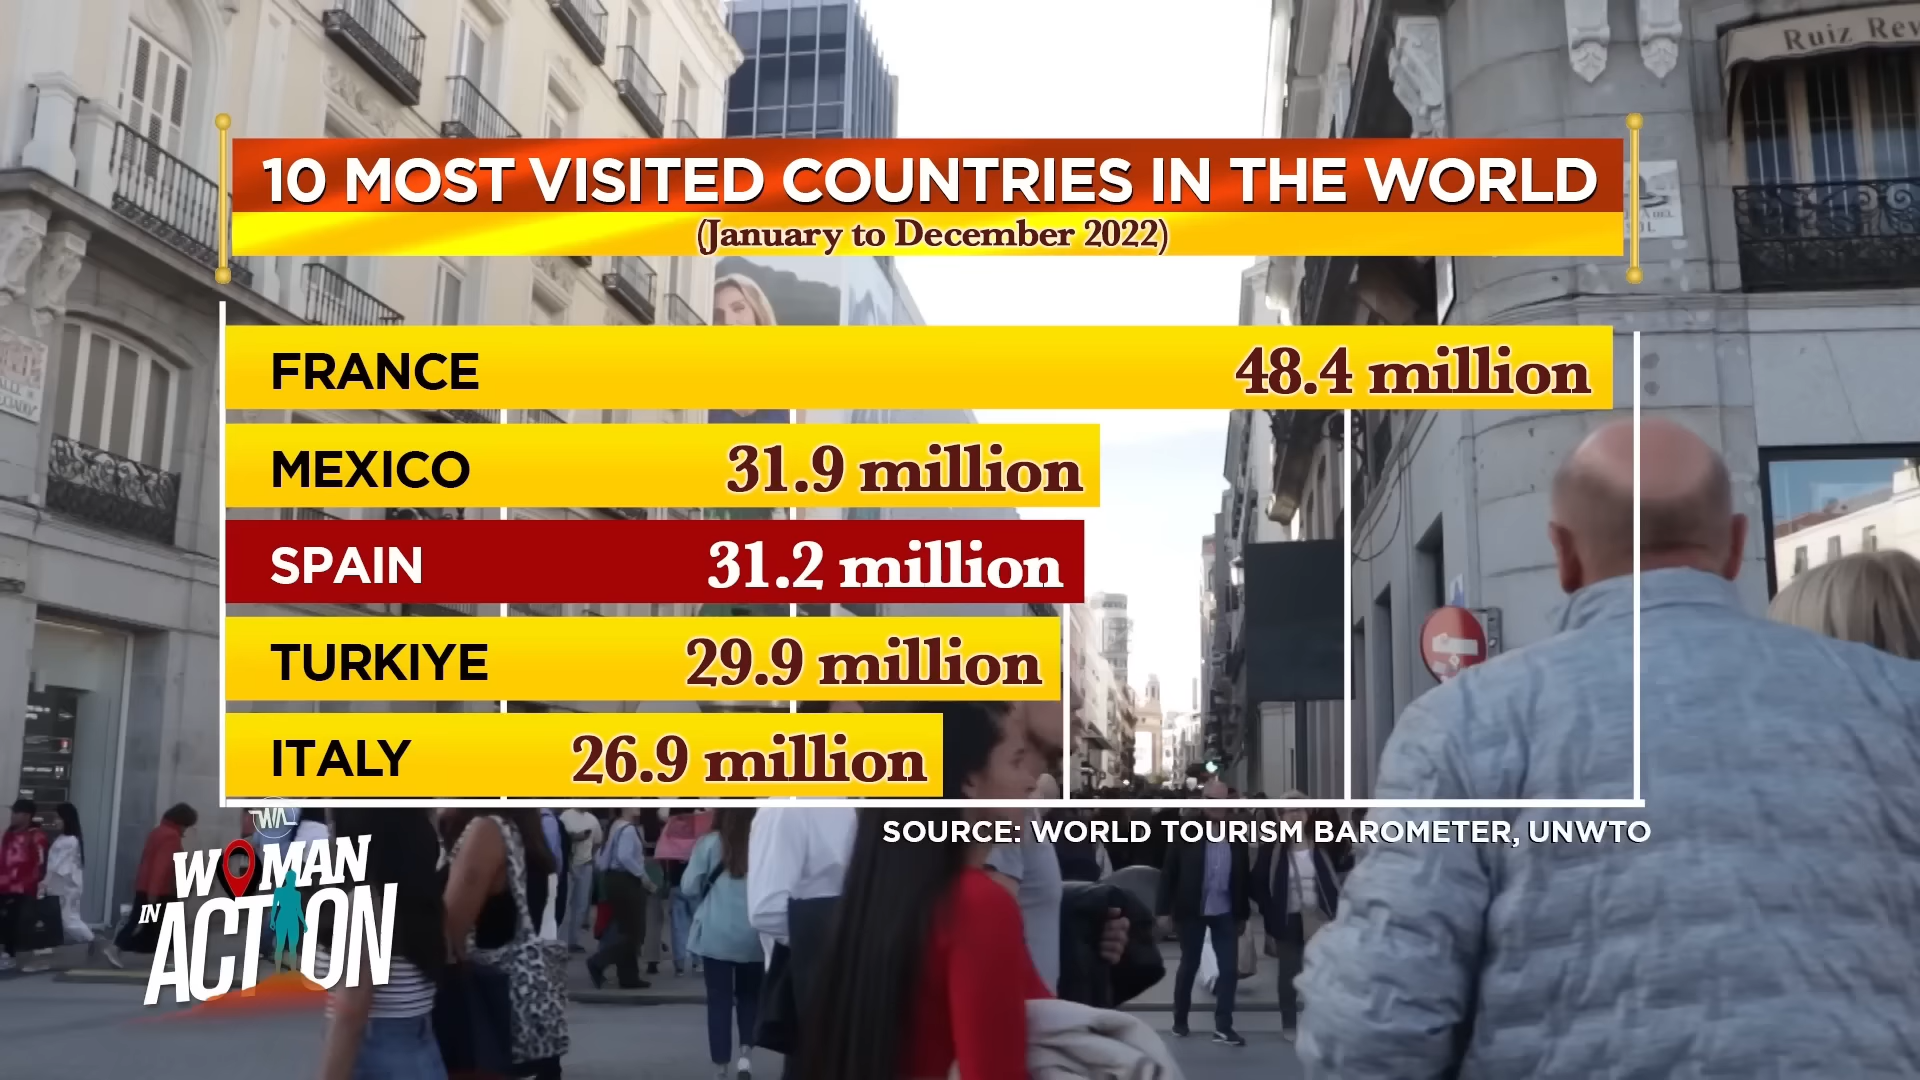 10 MOST VISITED COUNTRIES IN THE WORLD
(January to December 2022)
FRANCE 48.4 million
MEXICO 31.9 million
SPAIN 31.2 million
TURKIYE 29.9 million
ITALY 26.9 million
SOURCE: WORLD TOURISM BAROMETER, UNWTO
WA
WOMAN
IN ACTION
Ruiz